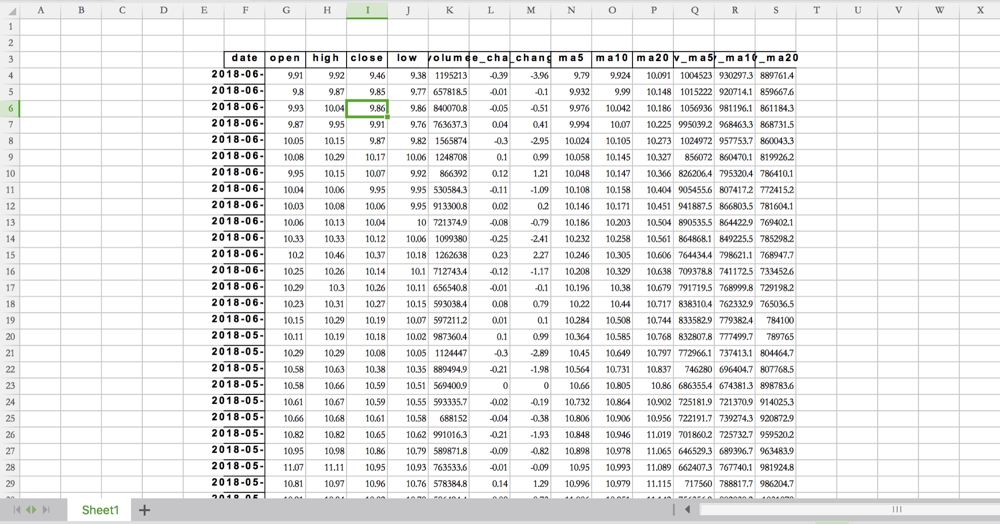 A B C D E F G H I J K L M N O P Q R S T U V W X
1
2
3 date open high close low volume e_cha _chang ma5 ma10 ma20 v_ma5 _ma10 _ma20
4 2018-06- 9.91 9.92 9.46 9.38 1195213 -0.39 -3.96 9.79 9.924 10.091 1004523 930297.3 889761.4
5 2018-06- 9.8 9.87 9.85 9.77 657818.5 -0.01 -0.1 9.932 9.99 10.148 1015222 920714.1 859667.6
6 2018-06- 9.93 10.04 9.86 9.86 840070.8 -0.05 -0.51 9.976 10.042 10.186 1056936 981196.1 861184.3
7 2018-06- 9.87 9.95 9.91 9.76 763637.3 0.04 0.41 9.994 10.07 10.225 995039.2 968463.3 868731.5
8 2018-06- 10.05 10.15 9.87 9.82 1565874 -0.3 -2.95 10.024 10.105 10.273 1024972 957753.7 860043.3
9 2018-06- 10.08 10.29 10.17 10.06 1248708 0.1 0.99 10.058 10.145 10.327 856072 860470.1 819926.2
10 2018-06- 9.95 10.15 10.07 9.92 866392 0.12 1.21 10.048 10.147 10.366 826206.4 795320.4 786410.1
11 2018-06- 10.04 10.06 9.95 9.95 530584.3 -0.11 -1.09 10.108 10.158 10.404 905455.6 807417.2 772415.2
12 2018-06- 10.03 10.08 10.06 9.95 913300.8 0.02 0.2 10.146 10.171 10.451 941887.5 866803.5 781604.1
13 2018-06- 10.06 10.13 10.04 10 721374.9 -0.08 -0.79 10.186 10.203 10.504 890535.5 864422.9 769402.1
14 2018-06- 10.33 10.33 10.12 10.06 1099380 -0.25 -2.41 10.232 10.258 10.561 864868.1 849225.5 785298.2
15 2018-06- 10.2 10.46 10.37 10.18 1262638 0.23 2.27 10.246 10.305 10.606 764434.4 798621.1 768947.7
16 2018-06- 10.25 10.26 10.14 10.1 712743.4 -0.12 -1.17 10.208 10.329 10.638 709378.8 741172.5 733452.6
17 2018-06- 10.29 10.3 10.26 10.11 656540.8 -0.01 -0.1 10.196 10.38 10.679 791719.5 768999.8 729198.2
18 2018-06- 10.23 10.31 10.27 10.15 593038.4 0.08 0.79 10.22 10.44 10.717 838310.4 762332.9 765036.5
19 2018-06- 10.15 10.29 10.19 10.07 597211.2 0.01 0.1 10.284 10.508 10.744 833582.9 779382.4 784100
20 2018-05- 10.11 10.19 10.18 10.02 987360.4 0.1 0.99 10.364 10.585 10.768 832807.8 777499.7 789765
21 2018-05- 10.29 10.29 10.08 10.05 1124447 -0.3 -2.89 10.45 10.649 10.797 772966.1 737413.1 804464.7
22 2018-05- 10.58 10.63 10.38 10.35 889494.9 -0.21 -1.98 10.564 10.731 10.837 746280 696404.7 807768.5
23 2018-05- 10.58 10.66 10.59 10.51 569400.9 0 0 10.66 10.805 10.86 686355.4 674381.3 898783.6
24 2018-05- 10.61 10.67 10.59 10.55 593335.7 -0.02 -0.19 10.732 10.864 10.902 725181.9 721370.9 914025.3
25 2018-05- 10.66 10.68 10.61 10.58 688152 -0.04 -0.38 10.806 10.906 10.956 722191.7 739274.3 920872.9
26 2018-05- 10.82 10.82 10.65 10.62 991016.3 -0.21 -1.93 10.848 10.946 11.019 701860.2 725732.7 959520.2
27 2018-05- 10.95 10.98 10.86 10.79 589871.8 -0.09 -0.82 10.898 10.978 11.065 646529.3 689396.7 963483.9
28 2018-05- 11.07 11.11 10.95 10.93 763533.6 -0.01 -0.09 10.95 10.993 11.089 662407.3 767740.1 981924.8
29 2018-05- 10.81 10.97 10.96 10.76 578384.8 0.14 1.29 10.996 10.979 11.115 717560 788817.7 986204.7
Sheet1